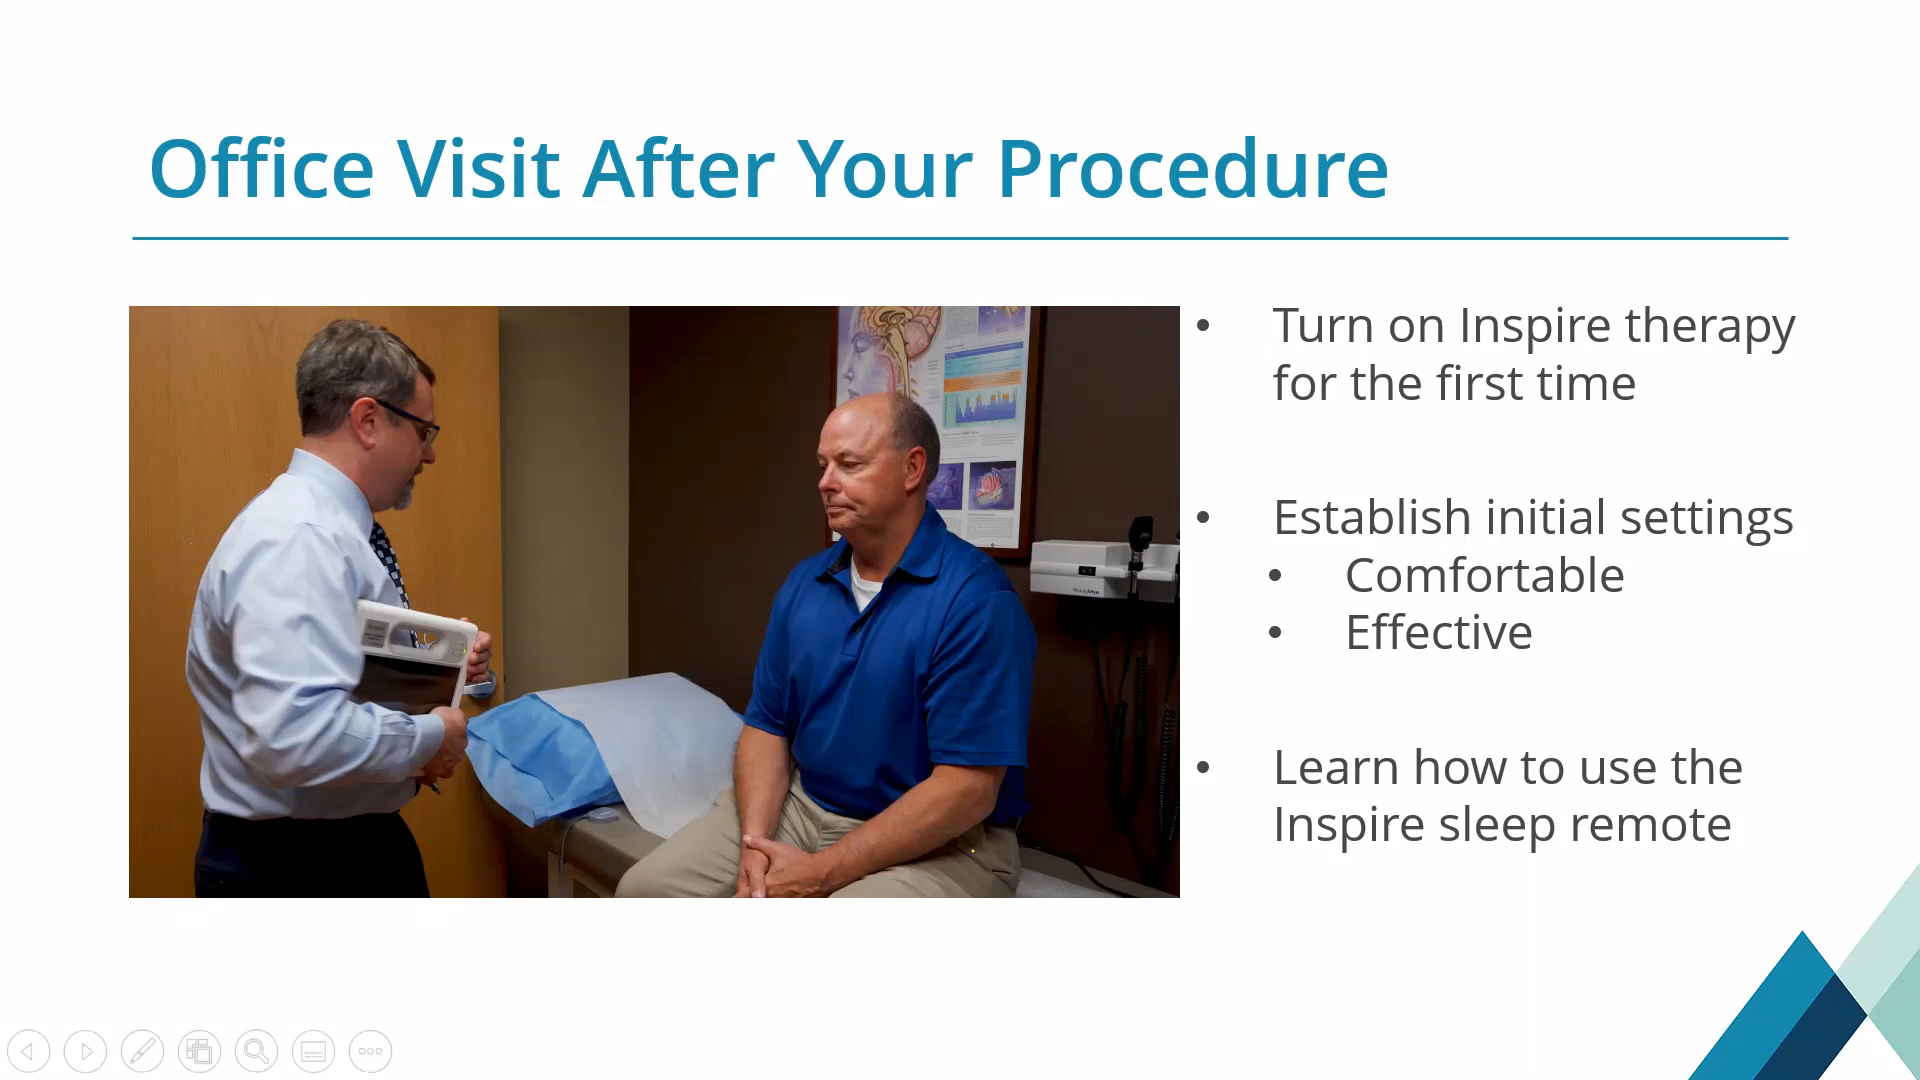 Office Visit After Your Procedure
• Turn on Inspire therapy
for the first time
• Establish initial settings
• Comfortable
• Effective
• Learn how to use the
Inspire sleep remote